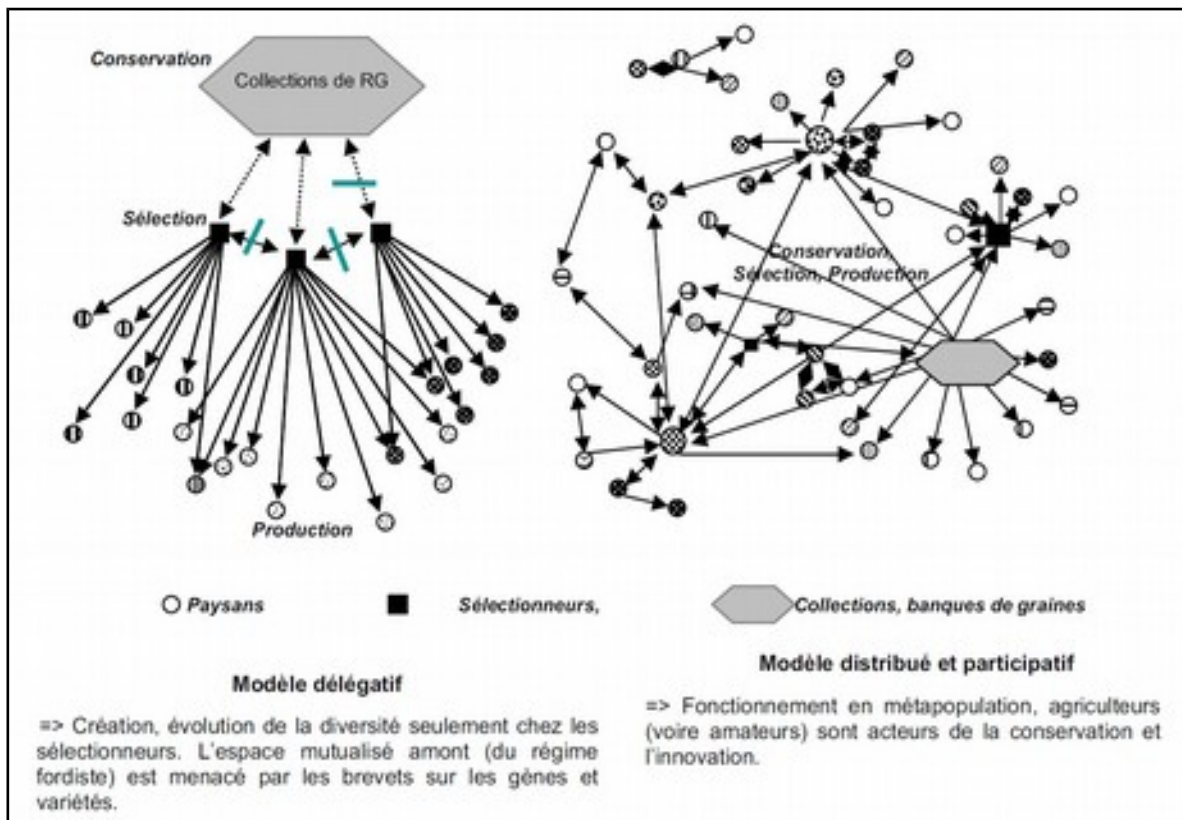 Conservation
Collections de RG
Sélection
Production
Conservation,
Sélection, Production
Paysans
Sélectionneurs,
Collections, banques de graines
Modèle délégatif
=> Création, évolution de la diversité seulement chez les
sélectionneurs. L'espace mutualisé amont (du régime
fordiste) est menacé par les brevets sur les gènes et
variétés.
Modèle distribué et participatif
=> Fonctionnement en métapopulation, agriculteurs
(voire amateurs) sont acteurs de la conservation et
l'innovation.